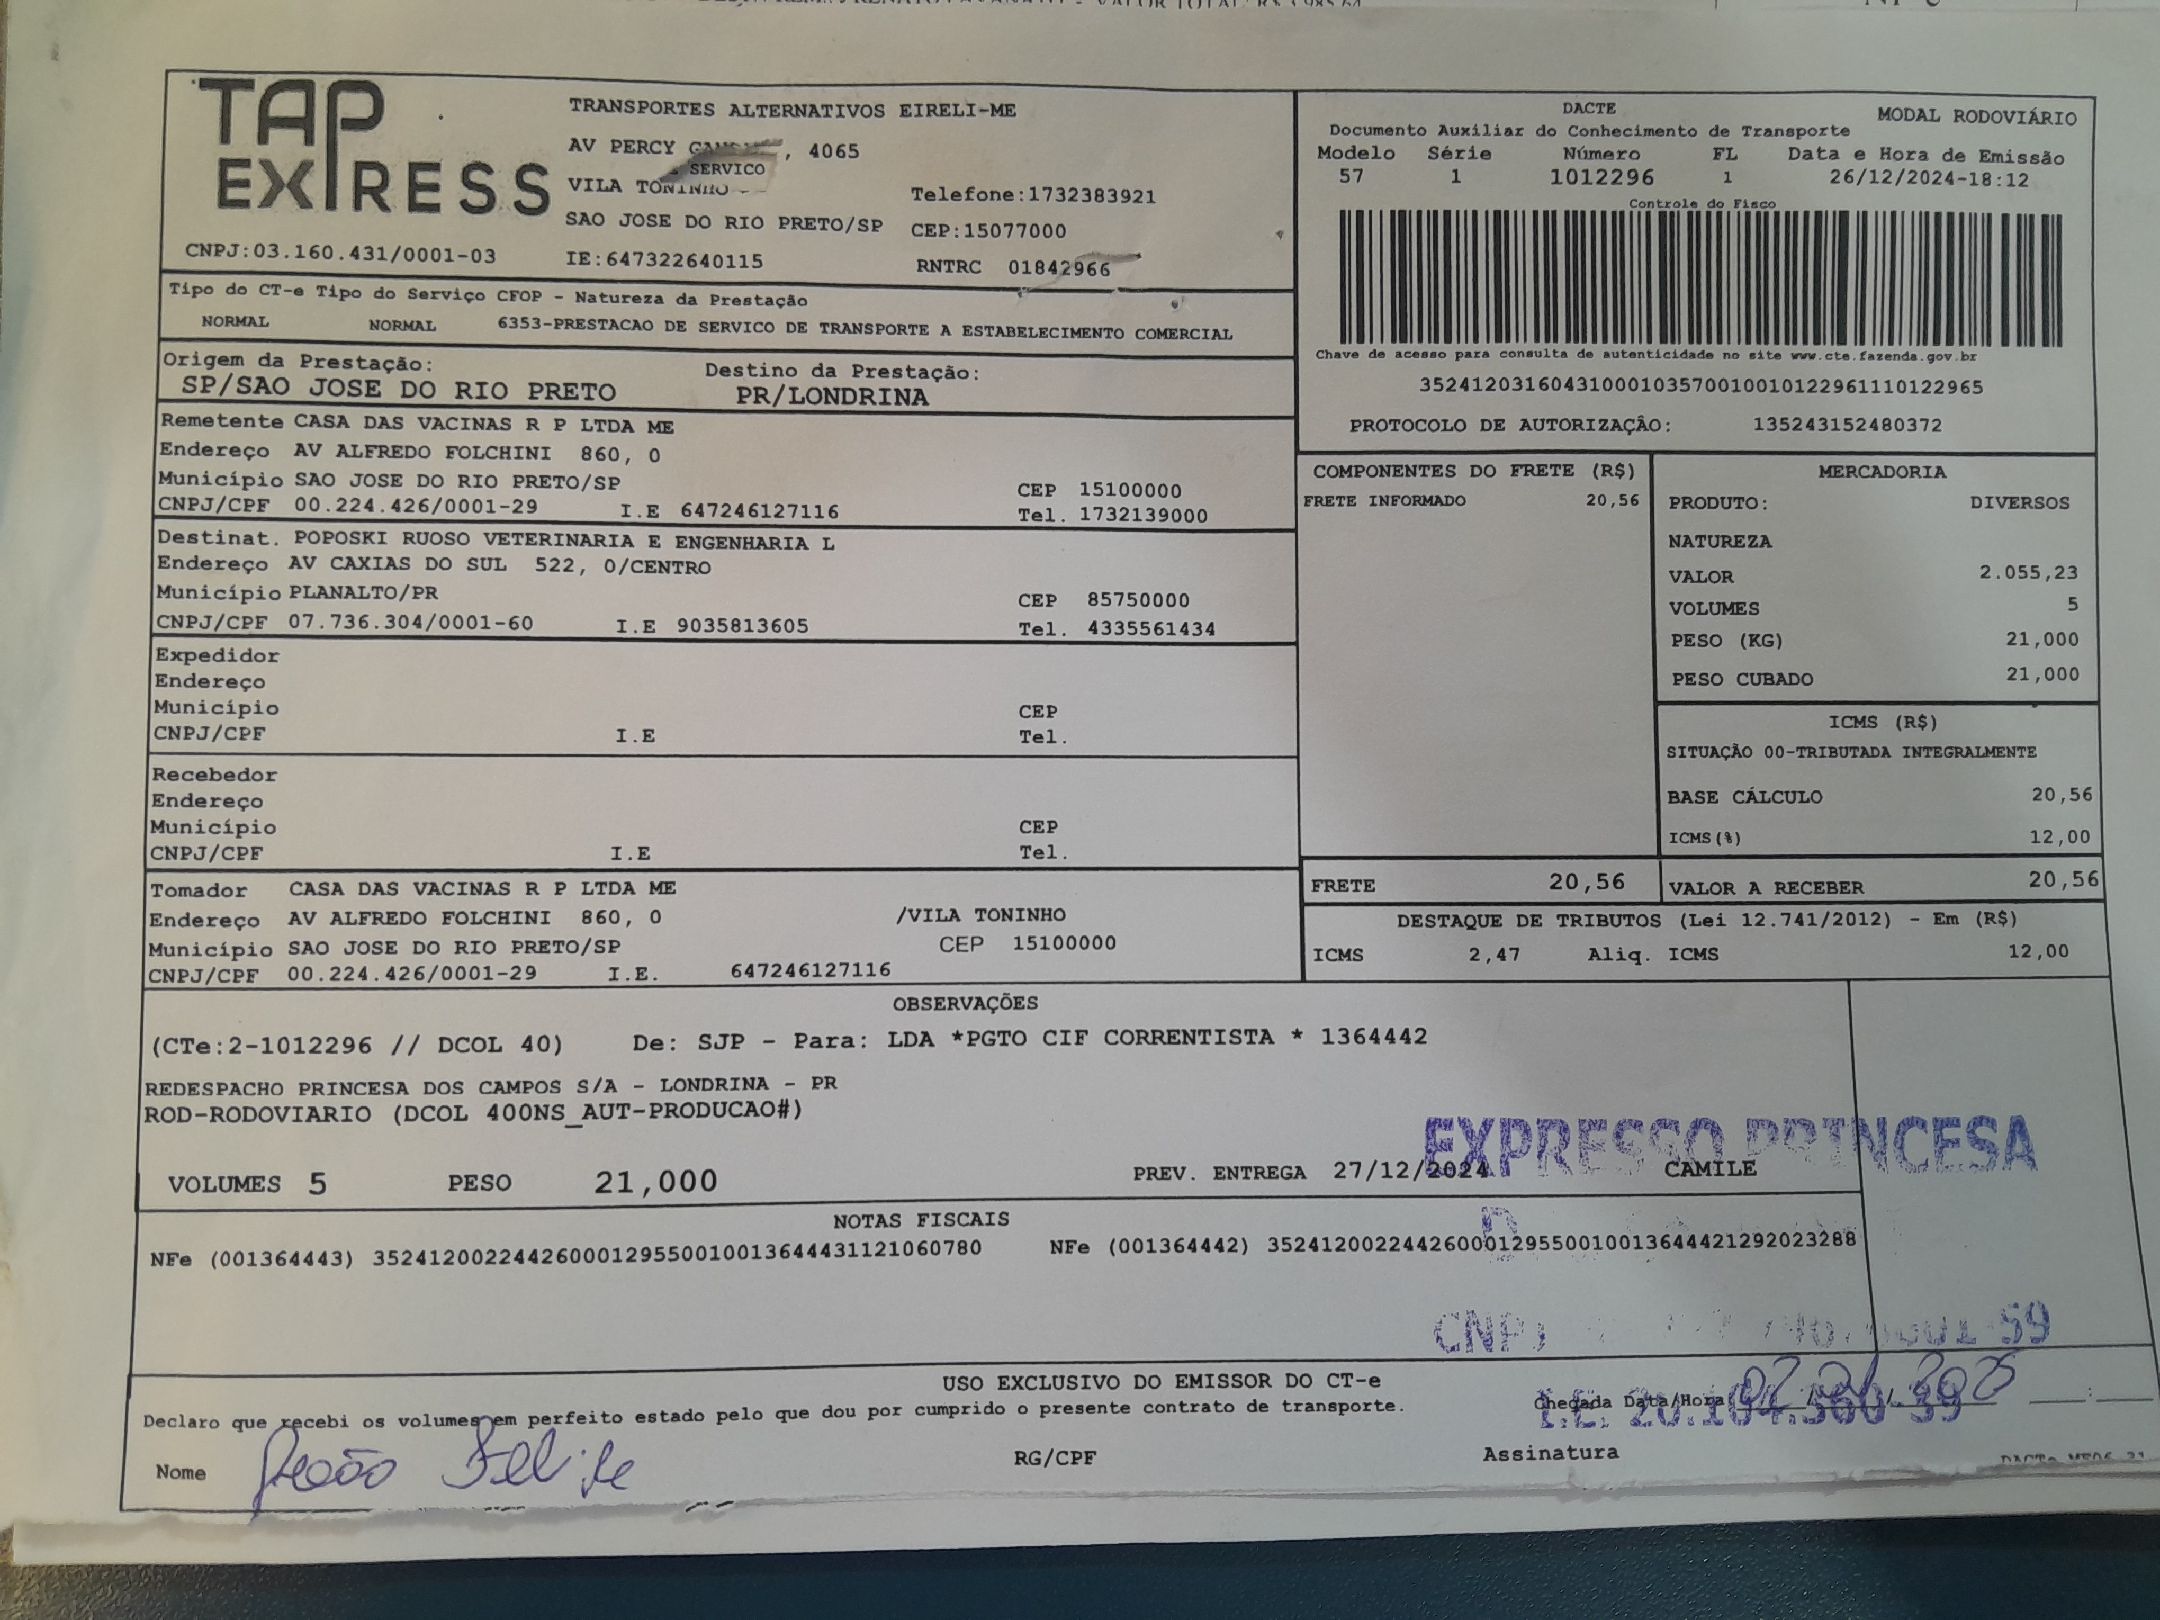 TAP
EXPRESS
TRANSPORTES ALTERNATIVOS EIRELI-ME
AV PERCY , 4065
SERVICO
VILA TONINHO
Telefone:1732383921
SAO JOSE DO RIO PRETO/SP CEP:15077000
CNPJ:03.160.431/0001-03 IE:647322640115 RNTRC 01842966
DACTE MODAL RODOVIÁRIO
Documento Auxiliar do Conhecimento de Transporte
Modelo Série Número FL Data e Hora de Emissão
57 1 1012296 1 26/12/2024-18:12
Controle do Fisco
Chave de acesso para consulta de autenticidade no site www.cte.fazenda.gov.br
35241203160431000103570010010122961110122965
PROTOCOLO DE AUTORIZAÇÂO: 135243152480372
Tipo do CT-e Tipo do Serviço CFOP - Natureza da Prestação
NORMAL NORMAL 6353-PRESTACAO DE SERVICO DE TRANSPORTE A ESTABELECIMENTO COMERCIAL
Origem da Prestação: Destino da Prestação:
SP/SAO JOSE DO RIO PRETO PR/LONDRINA
Remetente CASA DAS VACINAS R P LTDA ME
Endereço AV ALFREDO FOLCHINI 860, 0
Município SAO JOSE DO RIO PRETO/SP CEP 15100000
CNPJ/CPF 00.224.426/0001-29 I.E 647246127116 Tel. 1732139000
Destinat. POPOSKI RUOSO VETERINARIA E ENGENHARIA L
Endereço AV CAXIAS DO SUL 522, 0/CENTRO
Município PLANALTO/PR CEP 85750000
CNPJ/CPF 07.736.304/0001-60 I.E 9035813605 Tel. 4335561434
Expedidor
Endereço
Município CEP
CNPJ/CPF I.E Tel.
Recebedor
Endereço
Município CEP
CNPJ/CPF I.E Tel.
Tomador CASA DAS VACINAS R P LTDA ME
Endereço AV ALFREDO FOLCHINI 860, 0 /VILA TONINHO
Município SAO JOSE DO RIO PRETO/SP CEP 15100000
CNPJ/CPF 00.224.426/0001-29 I.E. 647246127116
COMPONENTES DO FRETE (R$)
FRETE INFORMADO 20,56
MERCADORIA
PRODUTO: DIVERSOS
NATUREZA
VALOR 2.055,23
VOLUMES 5
PESO (KG) 21,000
PESO CUBADO 21,000
ICMS (R$)
SITUAÇÃO 00-TRIBUTADA INTEGRALMENTE
BASE CÁLCULO 20,56
ICMS(%) 12,00
FRETE 20,56 VALOR A RECEBER 20,56
DESTAQUE DE TRIBUTOS (Lei 12.741/2012) - Em (R$)
ICMS 2,47 Aliq. ICMS 12,00
OBSERVAÇÕES
(CTe:2-1012296 // DCOL 40) De: SJP - Para: LDA *PGTO CIF CORRENTISTA * 1364442
REDESPACHO PRINCESA DOS CAMPOS S/A - LONDRINA - PR
ROD-RODOVIARIO (DCOL 400NS_AUT-PRODUCAO#)
EXPRESSO PRINCESA
VOLUMES 5 PESO 21,000 PREV. ENTREGA 27/12/2024 CAMILE
NOTAS FISCAIS
NFe (001364443) 35241200224426000129550010013644431121060780 NFe (001364442) 35241200224426000129550010013644421292023288
CNPJ
USO EXCLUSIVO DO EMISSOR DO CT-e
Declaro que recebi os volumes em perfeito estado pelo que dou por cumprido o presente contrato de transporte. Chegada Data/Hora
I.E.
Nome RG/CPF Assinatura